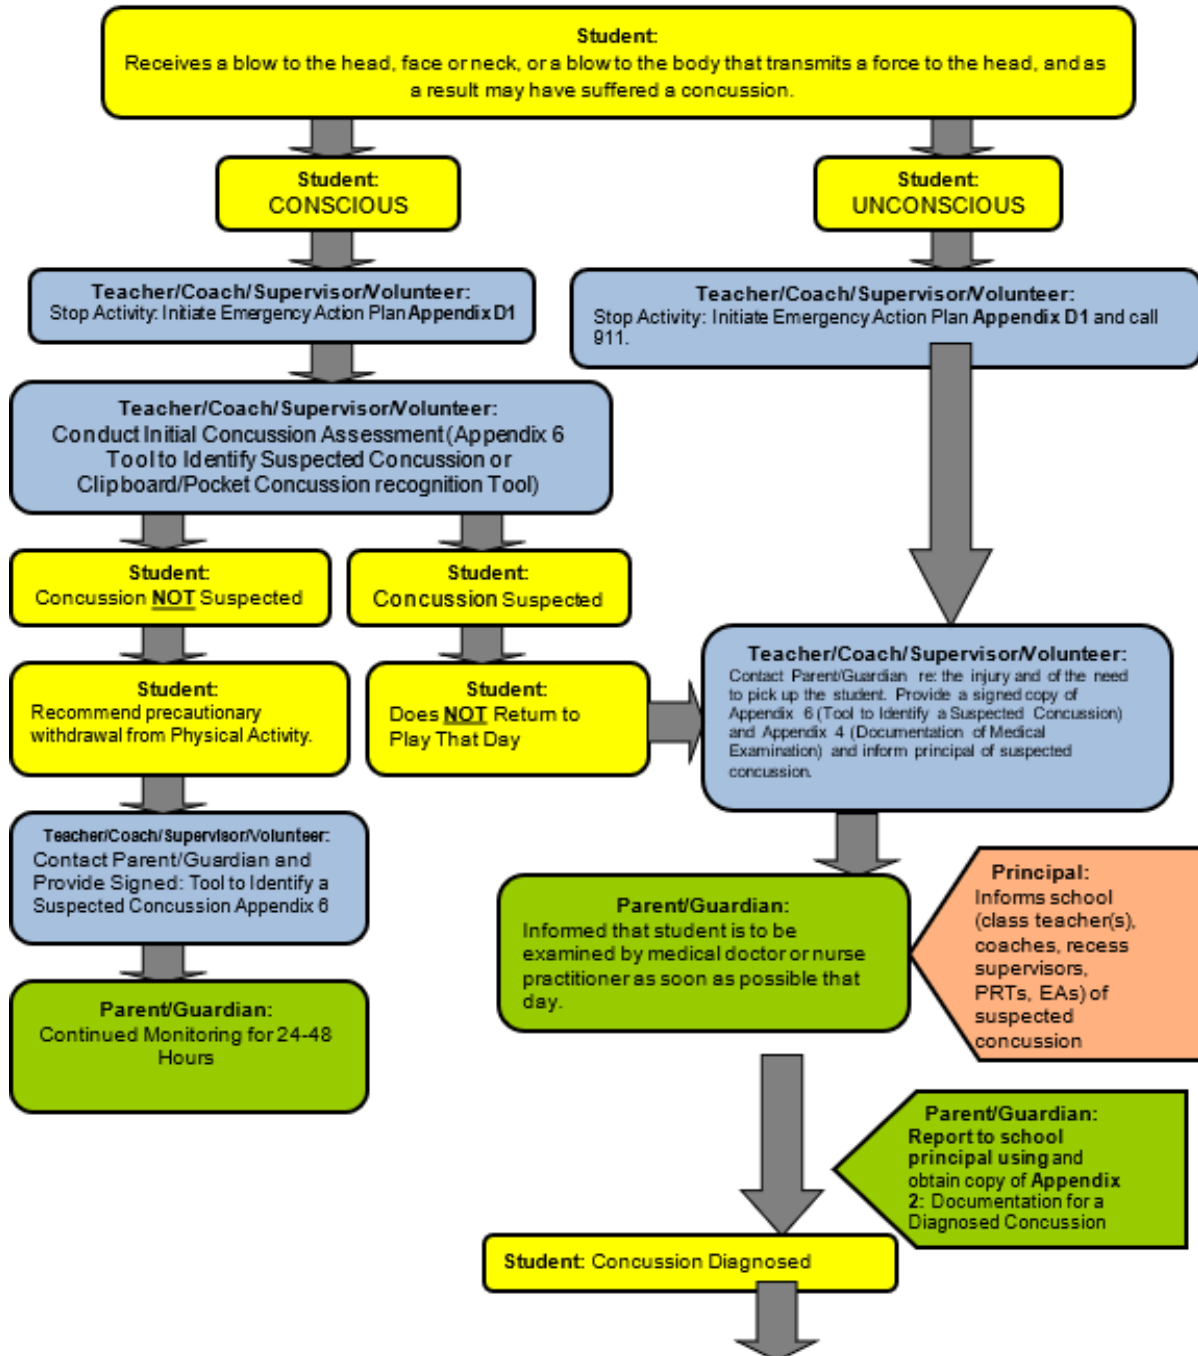 Student:
Receives a blow to the head, face or neck, or a blow to the body that transmits a force to the head, and as
a result may have suffered a concussion.
Student:
CONSCIOUS
Student:
UNCONSCIOUS
Teacher/Coach/Supervisor/Volunteer:
Stop Activity: Initiate Emergency Action Plan Appendix D1
Teacher/Coach/Supervisor/Volunteer:
Stop Activity: Initiate Emergency Action Plan Appendix D1 and call
911.
Teacher/Coach/Supervisor/Volunteer:
Conduct Initial Concussion Assessment (Appendix 6
Tool to Identify Suspected Concussion or
Clipboard/Pocket Concussion recognition Tool)
Student:
Concussion NOT Suspected
Student:
Concussion Suspected
Student:
Recommend precautionary
withdrawal from Physical Activity.
Student:
Does NOT Return to
Play That Day
Teacher/Coach/Supervisor/Volunteer:
Contact Parent/Guardian re: the injury and of the need
to pick up the student. Provide a signed copy of
Appendix 6 (Tool to Identify a Suspected Concussion)
and Appendix 4 (Documentation of Medical
Examination) and inform principal of suspected
concussion.
Teacher/Coach/Supervisor/Volunteer:
Contact Parent/Guardian and
Provide Signed: Tool to Identify a
Suspected Concussion Appendix 6
Parent/Guardian:
Continued Monitoring for 24-48
Hours
Parent/Guardian:
Informed that student is to be
examined by medical doctor or nurse
practitioner as soon as possible that
day.
Principal:
Informs school
(class teacher(s),
coaches, recess
supervisors,
PRTs, EAs) of
suspected
concussion
Parent/Guardian:
Report to school
principal using and
obtain copy of Appendix
2: Documentation for a
Diagnosed Concussion
Student: Concussion Diagnosed